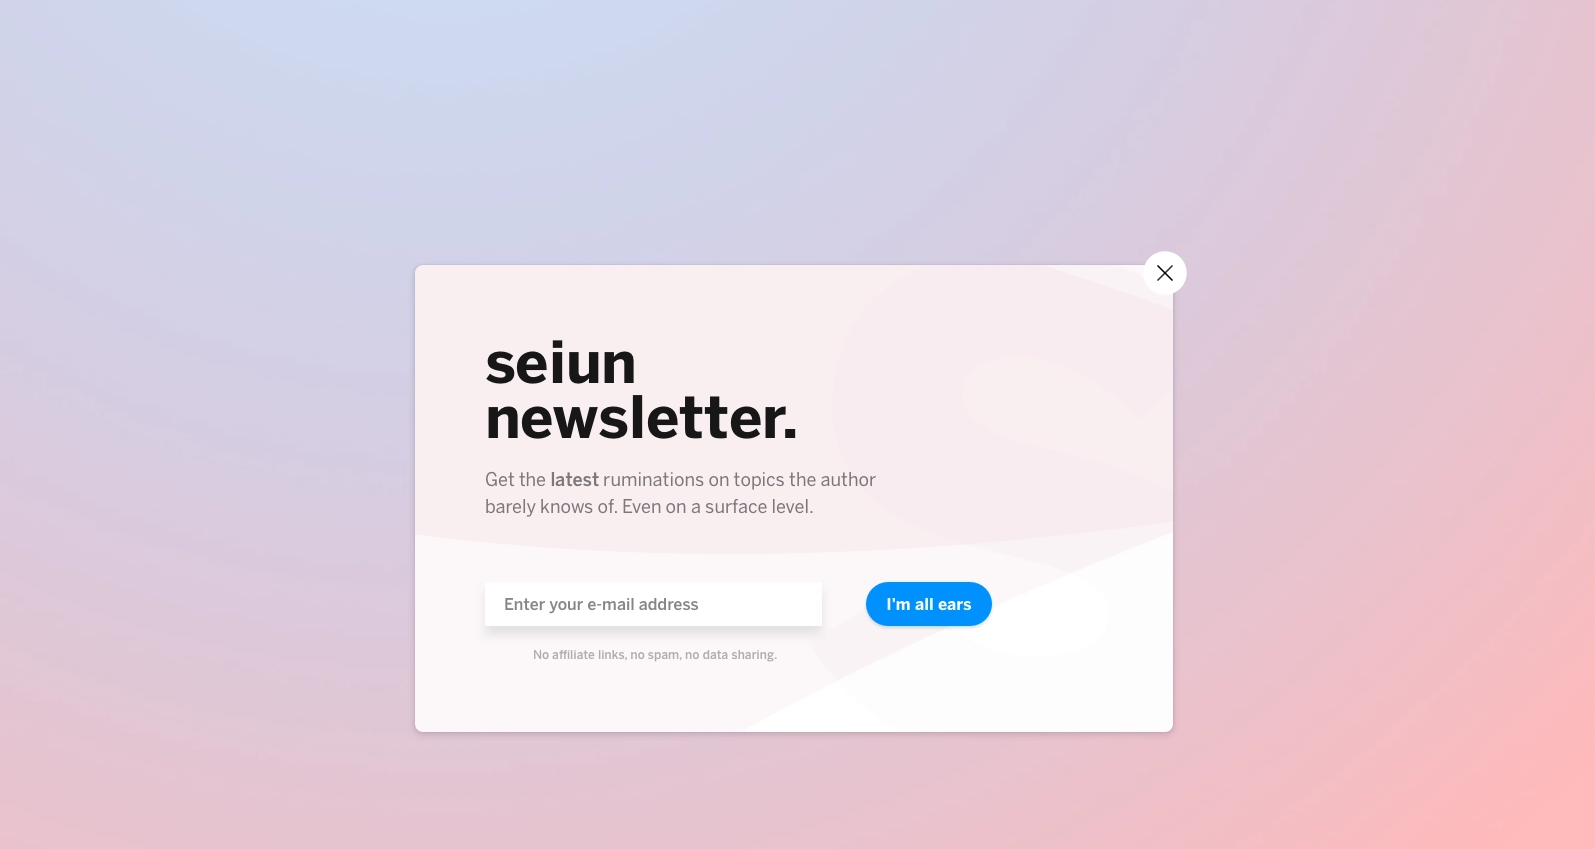 seiun
newsletter.
Get the latest ruminations on topics the author
barely knows of. Even on a surface level.
Enter your e-mail address
I'm all ears
No affiliate links, no spam, no data sharing.